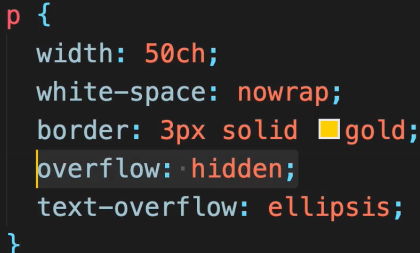 p {
width: 50ch;
white-space: nowrap;
border: 3px solid gold;
overflow: hidden;
text-overflow: ellipsis;
}